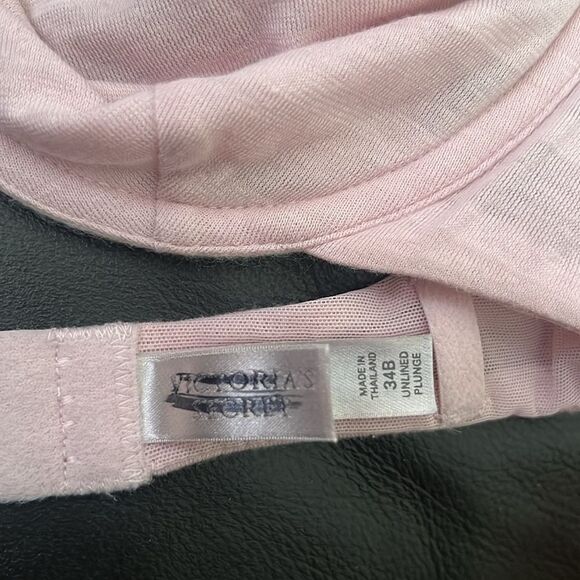 VICTORIA'S
SECRET
MADE IN
THAILAND
34B
UNLINED
PLUNGE